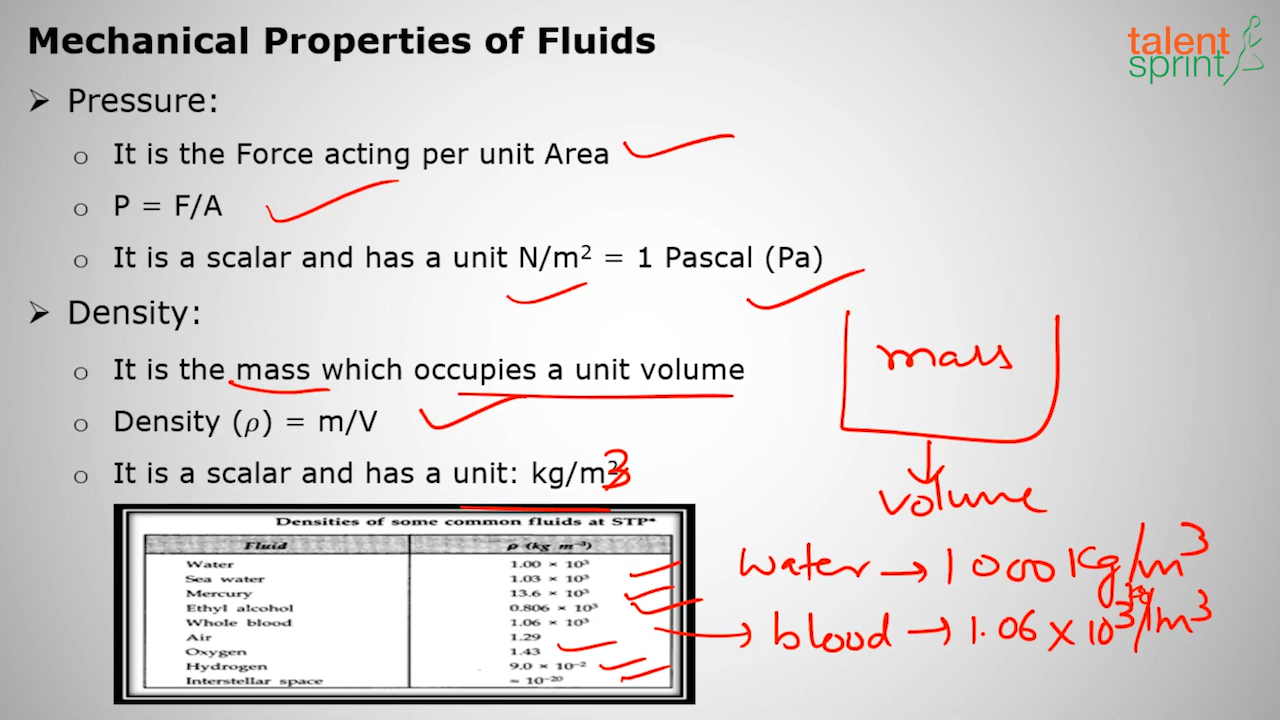 Mechanical Properties of Fluids
talent
sprint
➢ Pressure:
o It is the Force acting per unit Area
o P = F/A
o It is a scalar and has a unit N/m² = 1 Pascal (Pa)
➢ Density:
o It is the mass which occupies a unit volume
o Density (ρ) = m/V
o It is a scalar and has a unit: kg/m3
mass
volume
Densities of some common fluids at STP*
Fluid ρ (kg m⁻³)
Water 1.00 × 10³
Sea water 1.03 × 10³
Mercury 13.6 × 10³
Ethyl alcohol 0.806 × 10³
Whole blood 1.06 × 10³
Air 1.29
Oxygen 1.43
Hydrogen 9.0 × 10⁻²
Interstellar space ≈ 10⁻²⁰
water → 1000 Kg/m³
blood → 1.06 × 10³ kg/m³